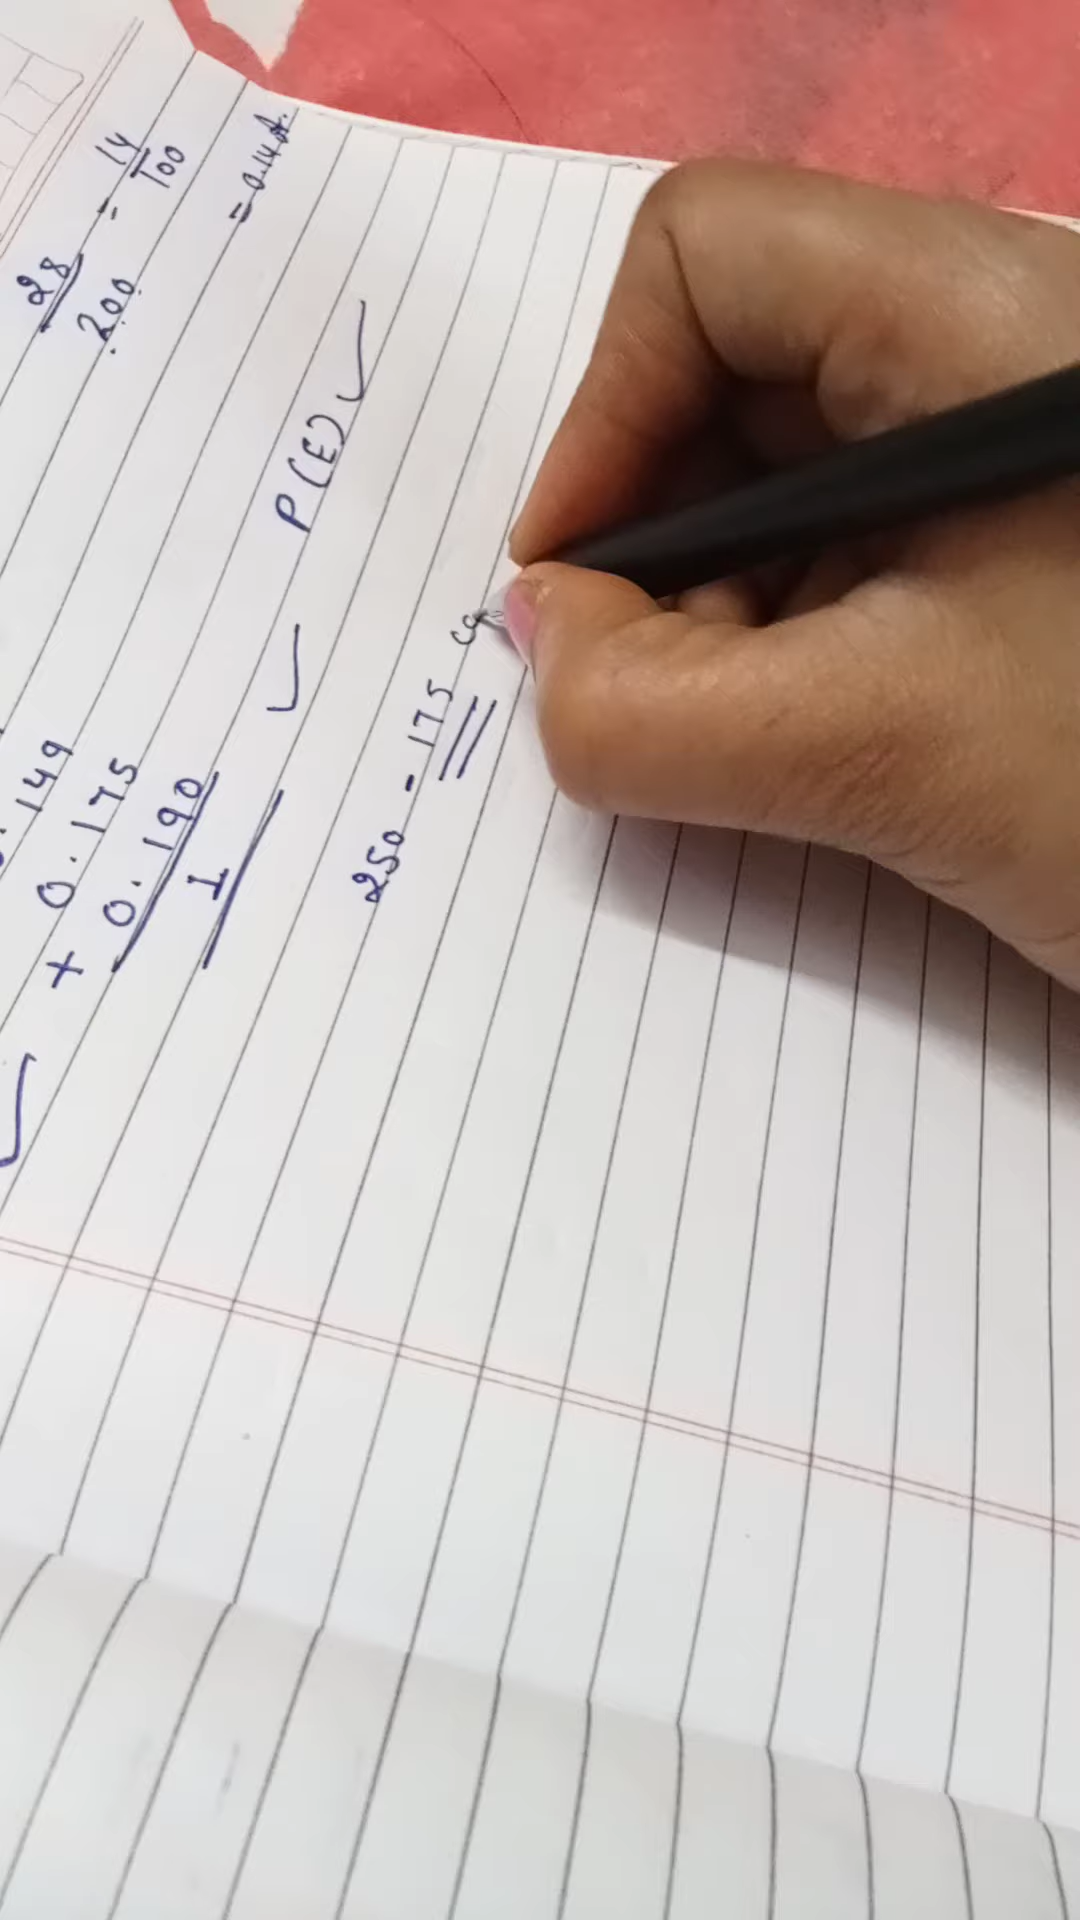 28/200 = 14/100
= 0.14 A.
149
+ 0.175
0.190
1
P(E)
250 - 175